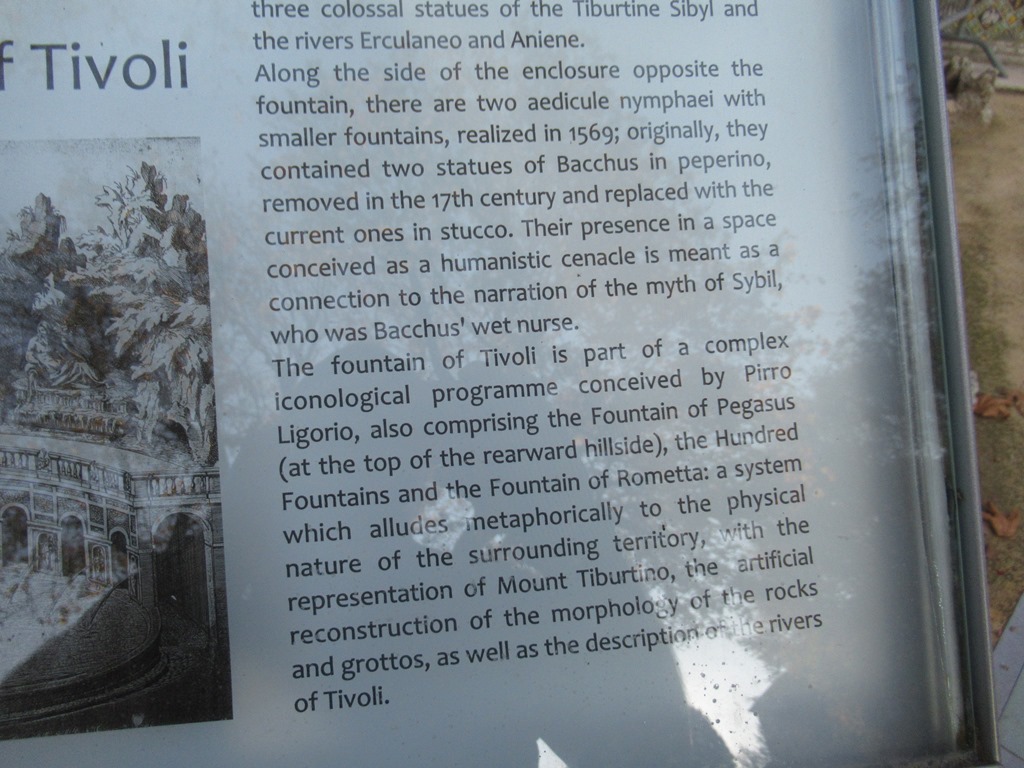 f Tivoli
three colossal statues of the Tiburtine Sibyl and
the rivers Erculaneo and Aniene.
Along the side of the enclosure opposite the
fountain, there are two aedicule nymphaei with
smaller fountains, realized in 1569; originally, they
contained two statues of Bacchus in peperino,
removed in the 17th century and replaced with the
current ones in stucco. Their presence in a space
conceived as a humanistic cenacle is meant as a
connection to the narration of the myth of Sybil,
who was Bacchus' wet nurse.
The fountain of Tivoli is part of a complex
iconological programme conceived by Pirro
Ligorio, also comprising the Fountain of Pegasus
(at the top of the rearward hillside), the Hundred
Fountains and the Fountain of Rometta: a system
which alludes metaphorically to the physical
nature of the surrounding territory, with the
representation of Mount Tiburtino, the artificial
reconstruction of the morphology of the rocks
and grottos, as well as the description of the rivers
of Tivoli.